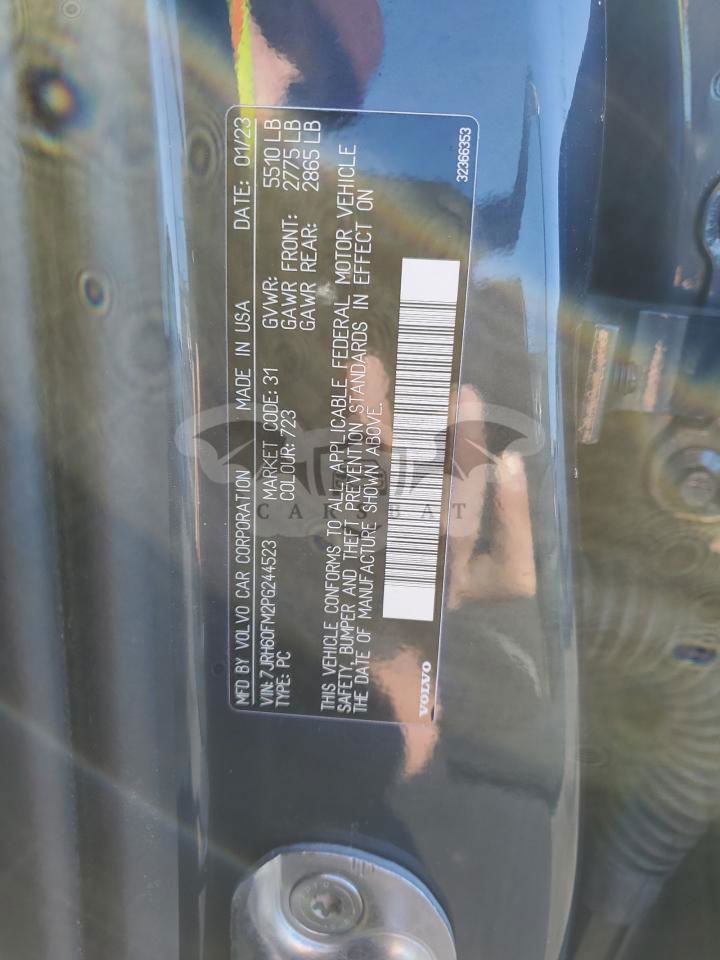 MFD BY VOLVO CAR CORPORATION MADE IN USA DATE: 01/23
VIN: 7JRH60FM2PG244523 MARKET CODE: 31 GVWR: 5510 LB
TYPE: PC COLOUR: 723 GAWR FRONT: 2775 LB
GAWR REAR: 2865 LB
THIS VEHICLE CONFORMS TO ALL APPLICABLE FEDERAL MOTOR VEHICLE
SAFETY, BUMPER AND THEFT PREVENTION STANDARDS IN EFFECT ON
THE DATE OF MANUFACTURE SHOWN ABOVE.
VOLVO
32366353
CARSBAT